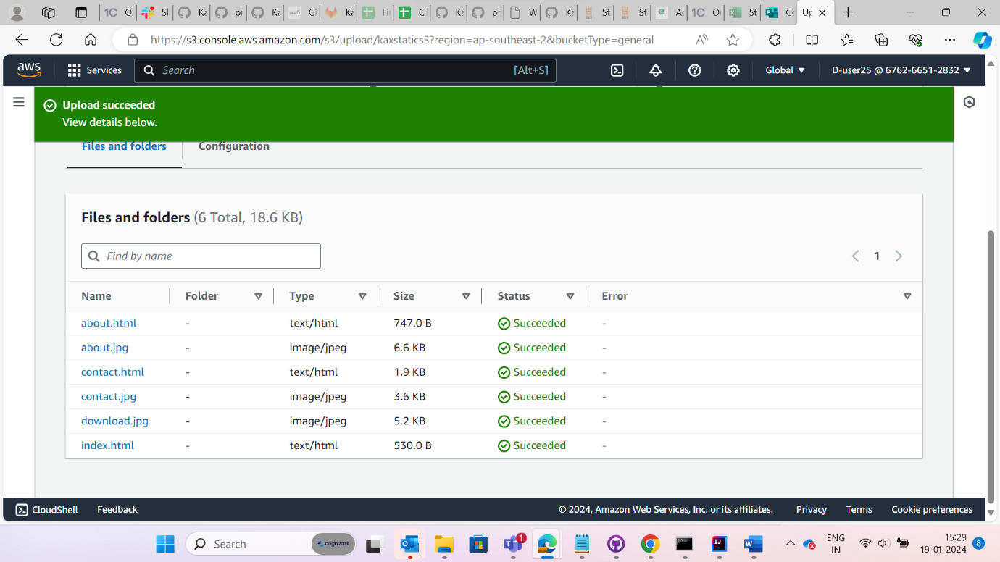 1C Or
Sla
Ka
pr
Ka
m+G Gi
Ka
Fir
CT
Ka
pr
W
Ka
St
St
Ac
1C Or
St
Co
Up
https://s3.console.aws.amazon.com/s3/upload/kaxstatics3?region=ap-southeast-2&bucketType=general
aws
Services
Search
[Alt+S]
Global ▼
D-user25 @ 6762-6651-2832 ▼
Upload succeeded
View details below.
Files and folders
Configuration
Files and folders (6 Total, 18.6 KB)
Find by name
1
Name Folder Type Size Status Error
about.html - text/html 747.0 B Succeeded -
about.jpg - image/jpeg 6.6 KB Succeeded -
contact.html - text/html 1.9 KB Succeeded -
contact.jpg - image/jpeg 3.6 KB Succeeded -
download.jpg - image/jpeg 5.2 KB Succeeded -
index.html - text/html 530.0 B Succeeded -
CloudShell
Feedback
© 2024, Amazon Web Services, Inc. or its affiliates.
Privacy
Terms
Cookie preferences
Search
cognizant
1
ENG
IN
15:29
19-01-2024
8